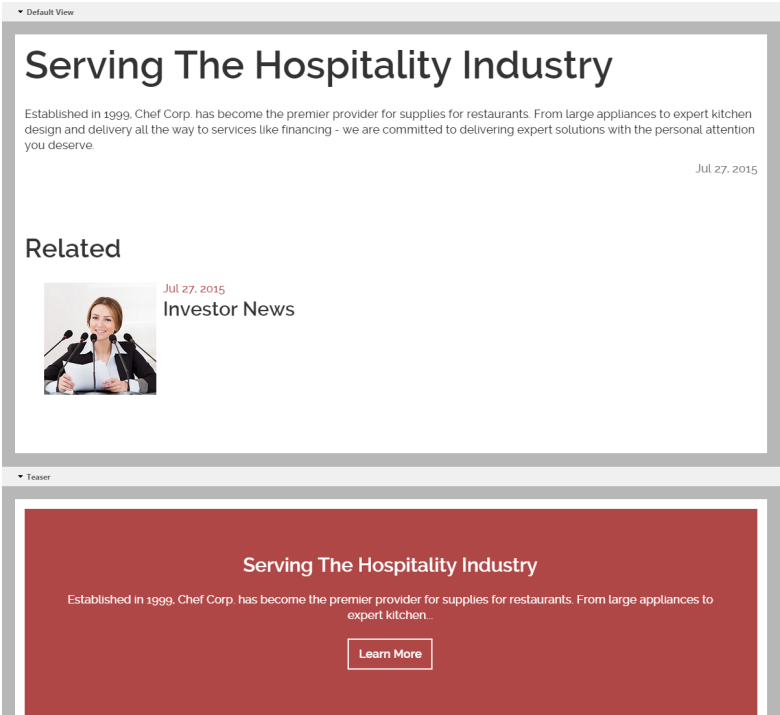 Default View
Serving The Hospitality Industry
Established in 1999, Chef Corp. has become the premier provider for supplies for restaurants. From large appliances to expert kitchen
design and delivery all the way to services like financing - we are committed to delivering expert solutions with the personal attention
you deserve.
Jul 27, 2015
Related
Jul 27, 2015
Investor News
Teaser
Serving The Hospitality Industry
Established in 1999, Chef Corp. has become the premier provider for supplies for restaurants. From large appliances to
expert kitchen...
Learn More